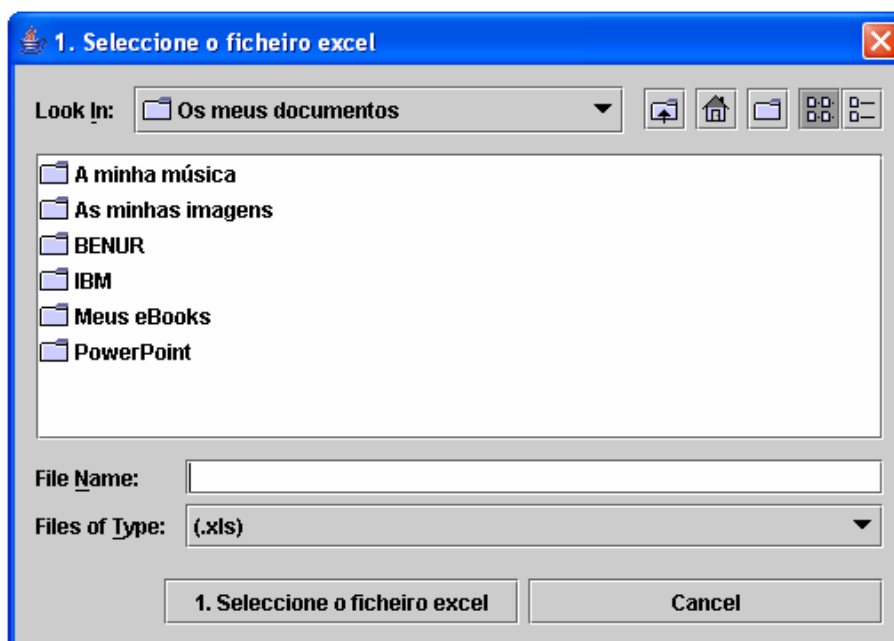 1. Seleccione o ficheiro excel
Look In: Os meus documentos
A minha música
As minhas imagens
BENUR
IBM
Meus eBooks
PowerPoint
File Name:
Files of Type: (.xls)
1. Seleccione o ficheiro excel Cancel